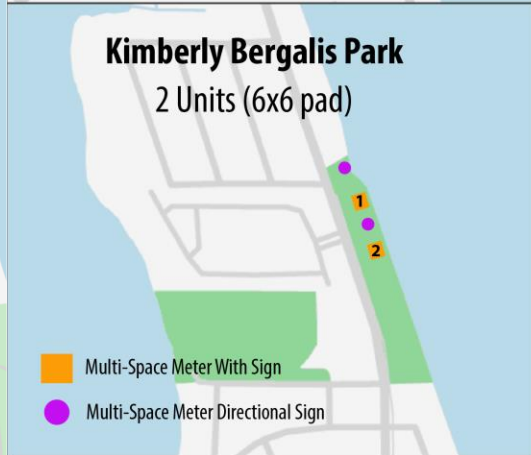 Kimberly Bergalis Park
2 Units (6x6 pad)
1
2
Multi-Space Meter With Sign
Multi-Space Meter Directional Sign